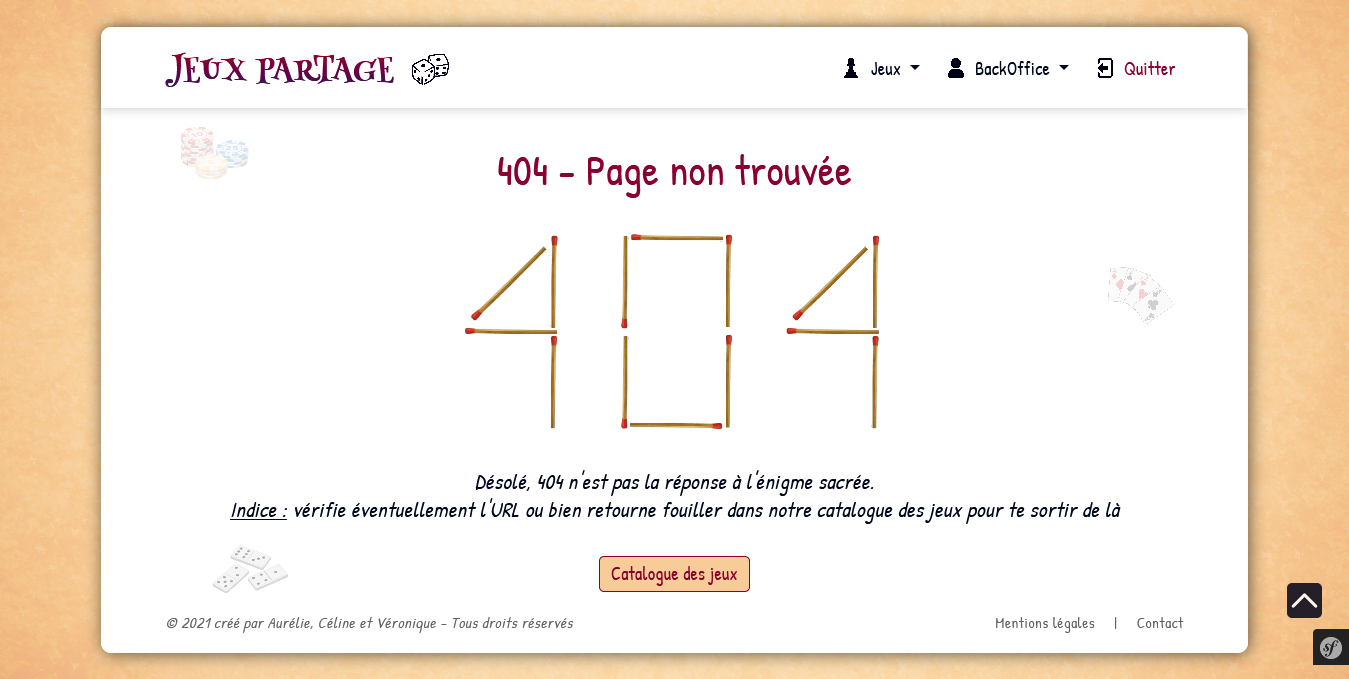 JEUX PARTAGE
Jeux
BackOffice
Quitter
404 - Page non trouvée
404
Désolé, 404 n'est pas la réponse à l'énigme sacrée.
Indice : vérifie éventuellement l'URL ou bien retourne fouiller dans notre catalogue des jeux pour te sortir de là
Catalogue des jeux
© 2021 créé par Aurélie, Céline et Véronique - Tous droits réservés
Mentions légales | Contact
sf